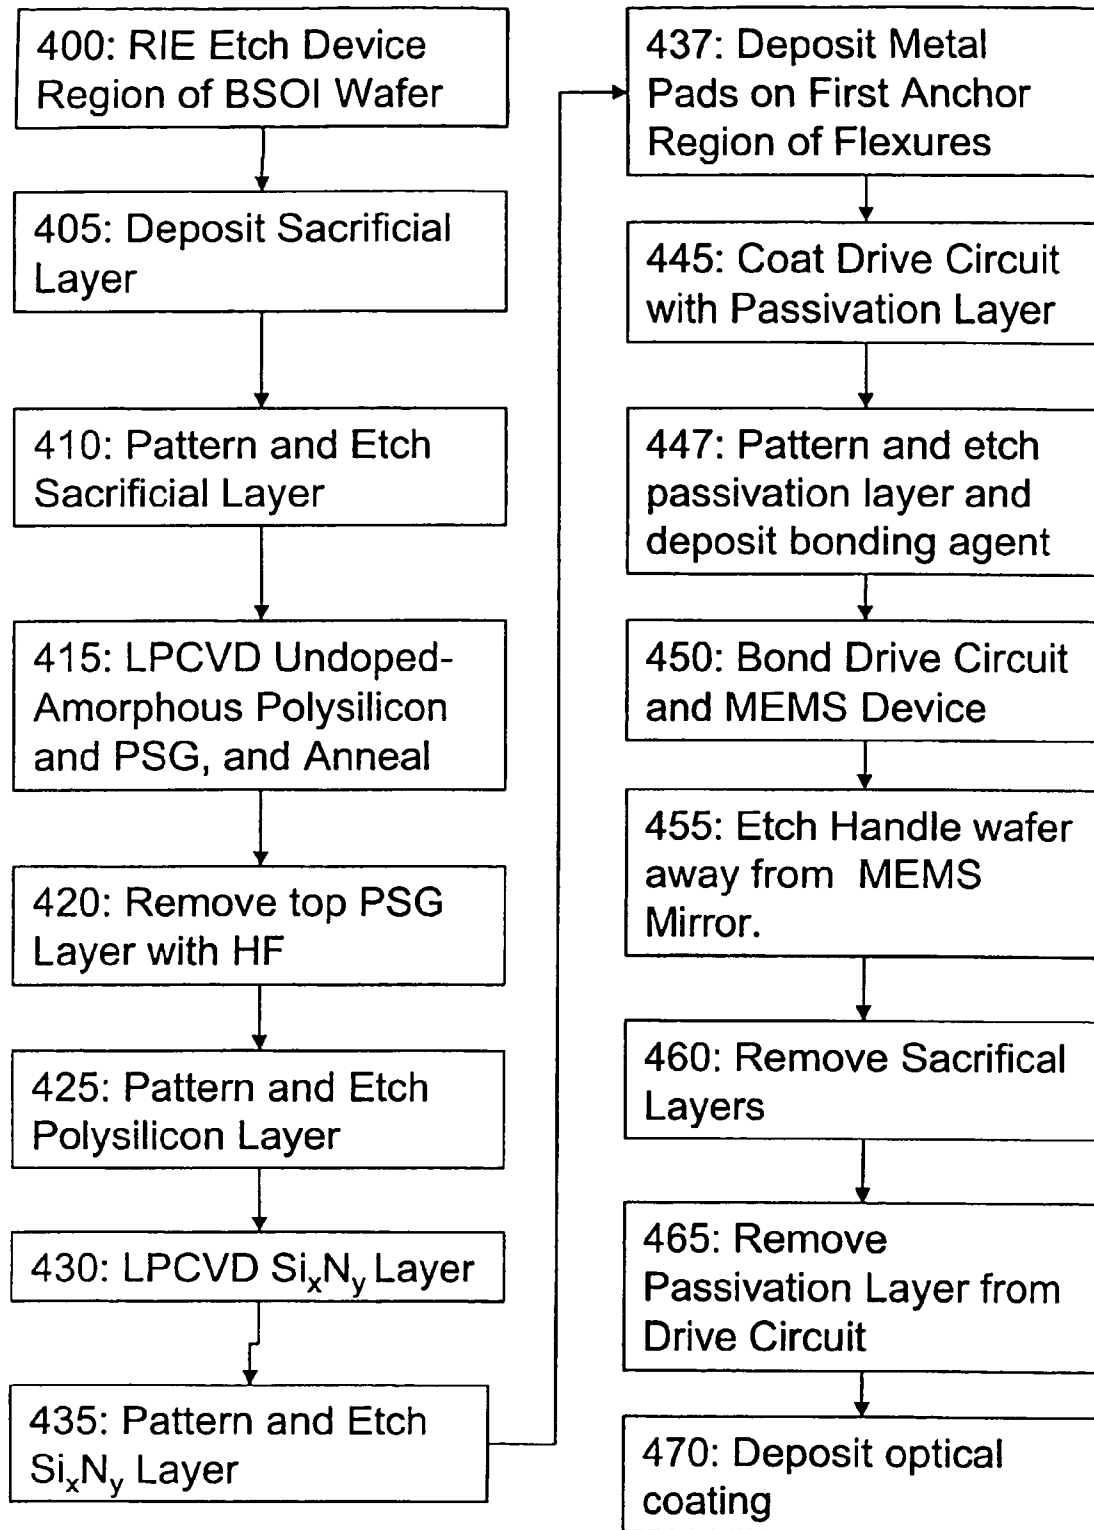 400: RIE Etch Device
Region of BSOI Wafer
405: Deposit Sacrificial
Layer
410: Pattern and Etch
Sacrificial Layer
415: LPCVD Undoped-
Amorphous Polysilicon
and PSG, and Anneal
420: Remove top PSG
Layer with HF
425: Pattern and Etch
Polysilicon Layer
430: LPCVD SixNy Layer
435: Pattern and Etch
SixNy Layer
437: Deposit Metal
Pads on First Anchor
Region of Flexures
445: Coat Drive Circuit
with Passivation Layer
447: Pattern and etch
passivation layer and
deposit bonding agent
450: Bond Drive Circuit
and MEMS Device
455: Etch Handle wafer
away from MEMS
Mirror.
460: Remove Sacrifical
Layers
465: Remove
Passivation Layer from
Drive Circuit
470: Deposit optical
coating